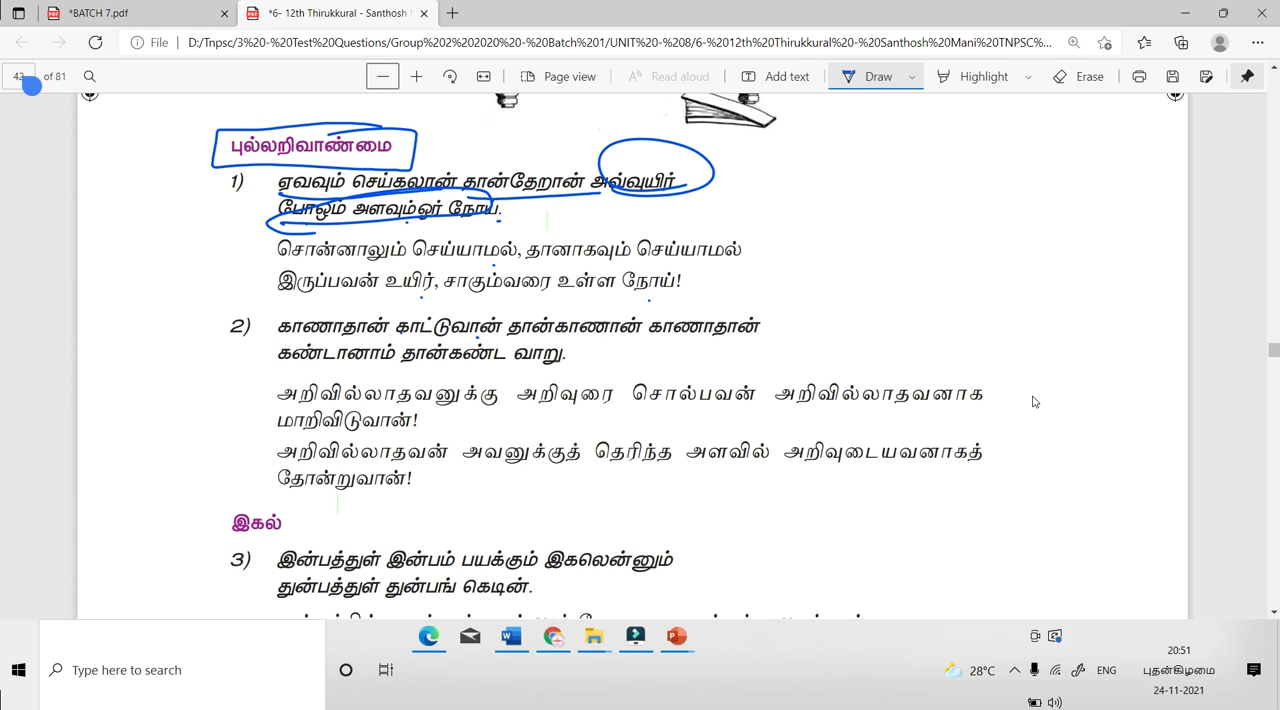 *BATCH 7.pdf
*6- 12th Thirukkural - Santhosh
File D:/Tnpsc/3%20-%20Test%20Questions/Group%202%202020%20-%20Batch%201/UNIT%20-%208/6-%2012th%20Thirukkural%20-%20Santhosh%20Mani%20TNPSC%...
42 of 81 Page view Read aloud Add text Draw Highlight Erase
புல்லறிவாண்மை
1) ஏவவும் செய்கலான் தான்தேறான் அவ்வுயிர்
போஒம் அளவும்ஓர் நோய்.
சொன்னாலும் செய்யாமல், தானாகவும் செய்யாமல்
இருப்பவன் உயிர், சாகும்வரை உள்ள நோய்!
2) காணாதான் காட்டுவான் தான்காணான் காணாதான்
கண்டானாம் தான்கண்ட வாறு.
அறிவில்லாதவனுக்கு அறிவுரை சொல்பவன் அறிவில்லாதவனாக
மாறிவிடுவான்!
அறிவில்லாதவன் அவனுக்குத் தெரிந்த அளவில் அறிவுடையவனாகத்
தோன்றுவான்!
இகல்
3) இன்பத்துள் இன்பம் பயக்கும் இகலென்னும்
துன்பத்துள் துன்பங் கெடின்.
Type here to search
28°C ENG
20:51
புதன்கிழமை
24-11-2021